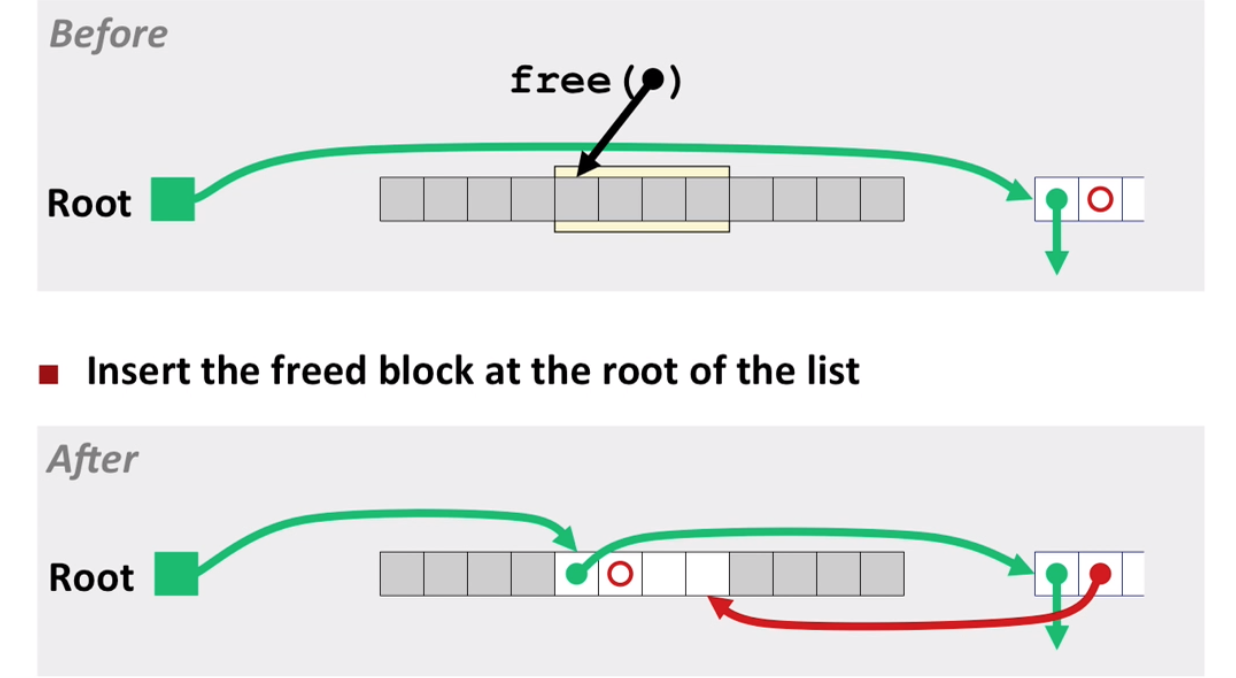 Before
free( )
Root
Insert the freed block at the root of the list
After
Root